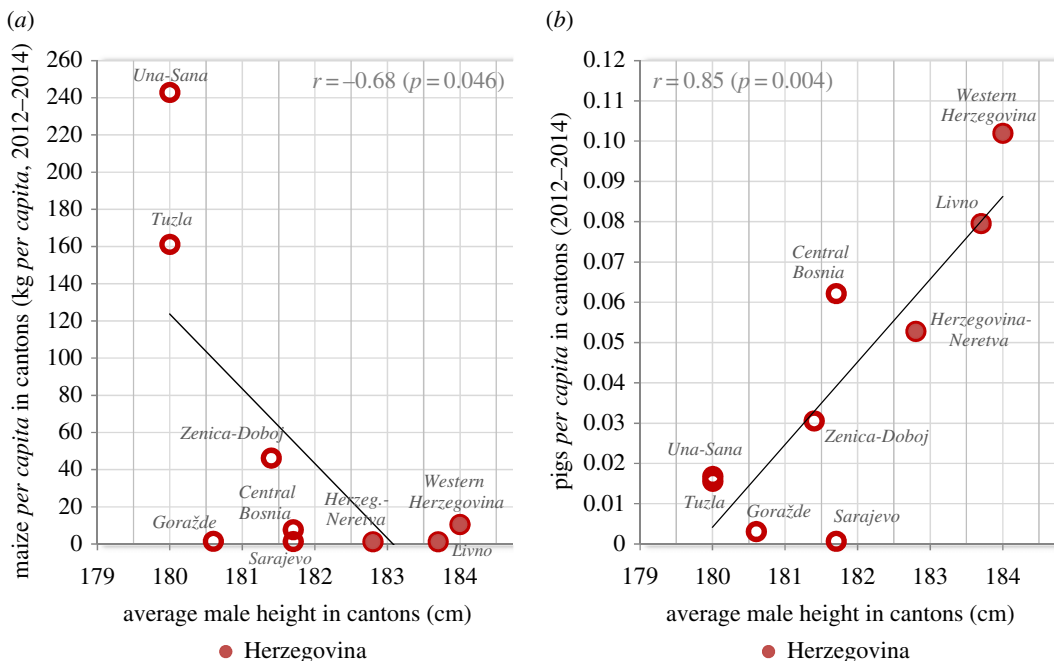 (a)
maize per capita in cantons (kg per capita, 2012–2014)
260
240
220
200
180
160
140
120
100
80
60
40
20
0
r = –0.68 (p = 0.046)
Una-Sana
Tuzla
Zenica-Doboj
Goražde
Central
Bosnia
Sarajevo
Herzeg.-
Neretva
Western
Herzegovina
Livno
179 180 181 182 183 184
average male height in cantons (cm)
Herzegovina
(b)
pigs per capita in cantons (2012–2014)
0.12
0.11
0.10
0.09
0.08
0.07
0.06
0.05
0.04
0.03
0.02
0.01
0
r = 0.85 (p = 0.004)
Western
Herzegovina
Livno
Central
Bosnia
Herzegovina-
Neretva
Zenica-Doboj
Una-Sana
Tuzla
Goražde
Sarajevo
179 180 181 182 183 184
average male height in cantons (cm)
Herzegovina